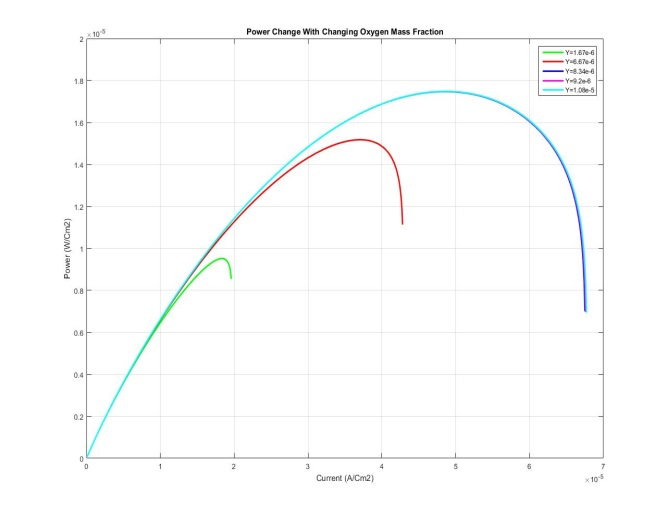 Power Change With Changing Oxygen Mass Fraction
×10⁻⁵
2
1.8
1.6
1.4
1.2
1
0.8
0.6
0.4
0.2
0
Power (W/Cm2)
Y=1.67e-6
Y=6.67e-6
Y=8.34e-6
Y=9.2e-6
Y=1.08e-5
0 1 2 3 4 5 6 7
×10⁻⁵
Current (A/Cm2)